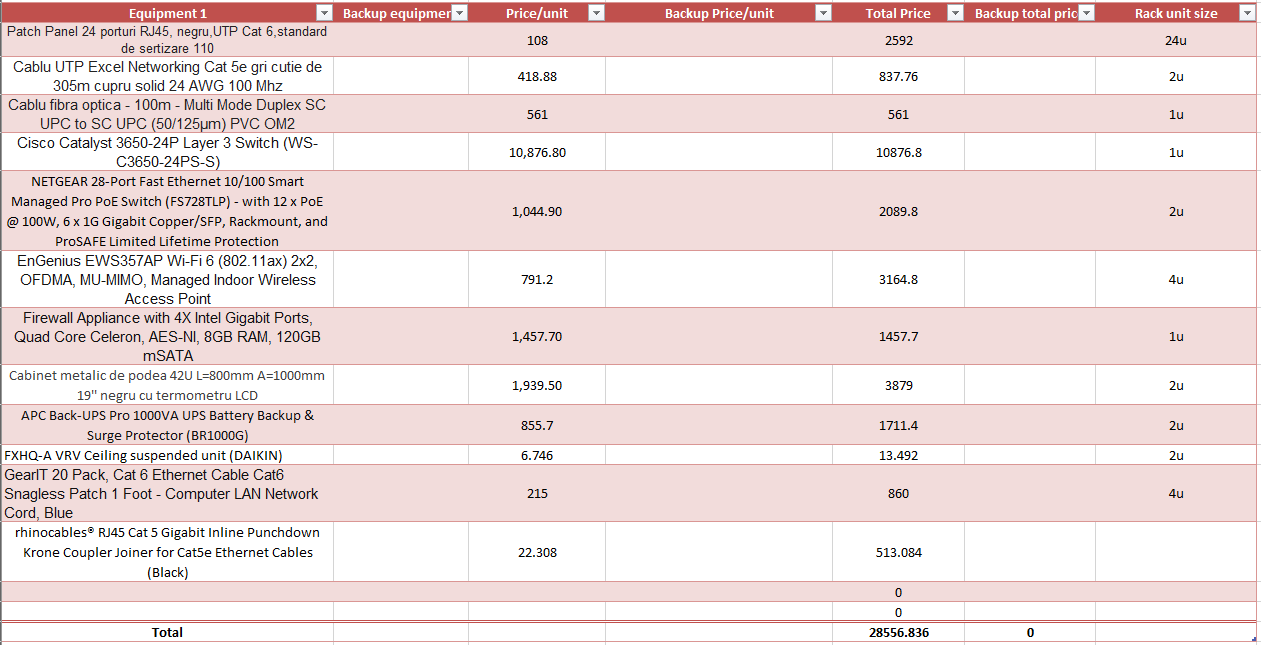 Equipment 1 Backup equipmer Price/unit Backup Price/unit Total Price Backup total pric Rack unit size
Patch Panel 24 porturi RJ45, negru,UTP Cat 6,standard
de sertizare 110 108 2592 24u
Cablu UTP Excel Networking Cat 5e gri cutie de
305m cupru solid 24 AWG 100 Mhz 418.88 837.76 2u
Cablu fibra optica - 100m - Multi Mode Duplex SC
UPC to SC UPC (50/125µm) PVC OM2 561 561 1u
Cisco Catalyst 3650-24P Layer 3 Switch (WS-
C3650-24PS-S) 10,876.80 10876.8 1u
NETGEAR 28-Port Fast Ethernet 10/100 Smart
Managed Pro PoE Switch (FS728TLP) - with 12 x PoE
@ 100W, 6 x 1G Gigabit Copper/SFP, Rackmount, and
ProSAFE Limited Lifetime Protection 1,044.90 2089.8 2u
EnGenius EWS357AP Wi-Fi 6 (802.11ax) 2x2,
OFDMA, MU-MIMO, Managed Indoor Wireless
Access Point 791.2 3164.8 4u
Firewall Appliance with 4X Intel Gigabit Ports,
Quad Core Celeron, AES-NI, 8GB RAM, 120GB
mSATA 1,457.70 1457.7 1u
Cabinet metalic de podea 42U L=800mm A=1000mm
19" negru cu termometru LCD 1,939.50 3879 2u
APC Back-UPS Pro 1000VA UPS Battery Backup &
Surge Protector (BR1000G) 855.7 1711.4 2u
FXHQ-A VRV Ceiling suspended unit (DAIKIN) 6.746 13.492 2u
GearIT 20 Pack, Cat 6 Ethernet Cable Cat6
Snagless Patch 1 Foot - Computer LAN Network
Cord, Blue 215 860 4u
rhinocables® RJ45 Cat 5 Gigabit Inline Punchdown
Krone Coupler Joiner for Cat5e Ethernet Cables
(Black) 22.308 513.084
0
0
Total 28556.836 0